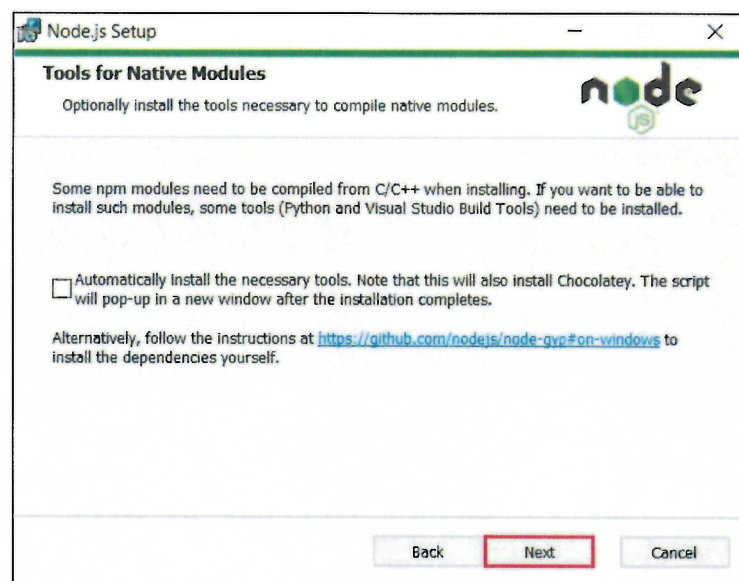 Node.js Setup
Tools for Native Modules
Optionally install the tools necessary to compile native modules.
node
JS
Some npm modules need to be compiled from C/C++ when installing. If you want to be able to
install such modules, some tools (Python and Visual Studio Build Tools) need to be installed.
Automatically install the necessary tools. Note that this will also install Chocolatey. The script
will pop-up in a new window after the installation completes.
Alternatively, follow the instructions at https://github.com/nodejs/node-gyp#on-windows to
install the dependencies yourself.
Back Next Cancel